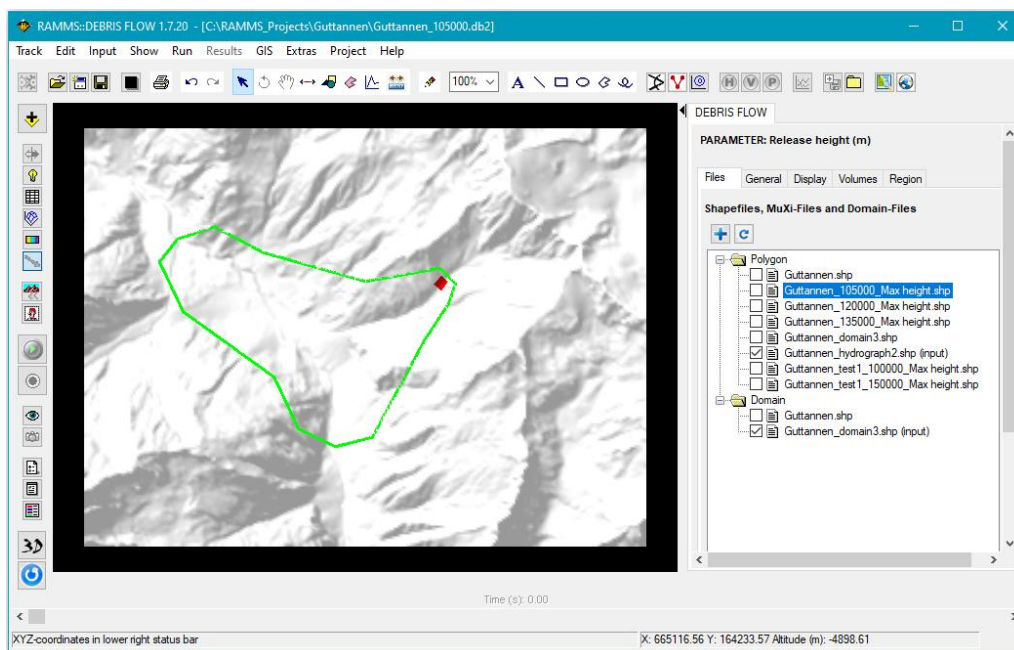 RAMMS::DEBRIS FLOW 1.7.20 - [C:\RAMMS_Projects\Guttannen\Guttannen_105000.db2]
Track Edit Input Show Run Results GIS Extras Project Help
100% A H V P
DEBRIS FLOW
PARAMETER: Release height (m)
Files General Display Volumes Region
Shapefiles, MuXi-Files and Domain-Files
Polygon
Guttannen.shp
Guttannen_105000_Max height.shp
Guttannen_120000_Max height.shp
Guttannen_135000_Max height.shp
Guttannen_domain3.shp
Guttannen_hydrograph2.shp (input)
Guttannen_test1_100000_Max height.shp
Guttannen_test1_150000_Max height.shp
Domain
Guttannen.shp
Guttannen_domain3.shp (input)
3D
Time (s): 0.00
XYZ-coordinates in lower right status bar
X: 665116.56 Y: 164233.57 Altitude (m): -4898.61